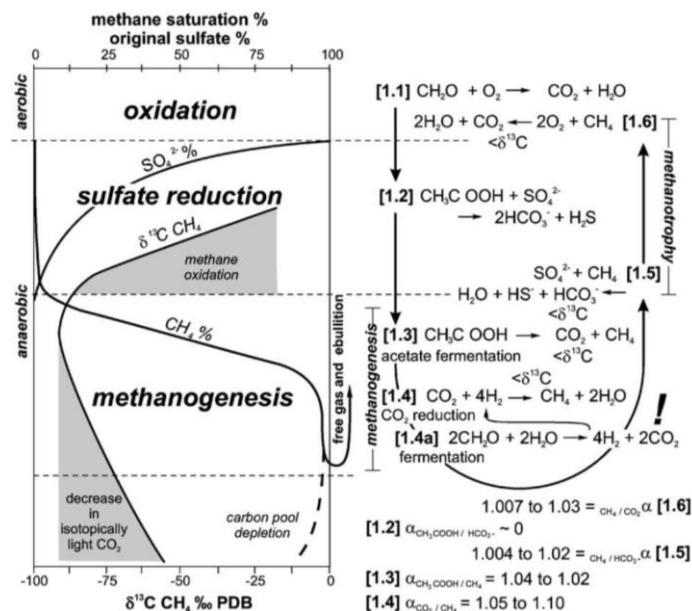 methane saturation %
original sulfate %
0 25 50 75 100
aerobic
oxidation
SO₄²⁻%
sulfate reduction
δ¹³C CH₄
methane
oxidation
anaerobic
CH₄ %
methanogenesis
free gas and ebullition
decrease
in
isotopically
light CO₂
carbon pool
depletion
-100 -75 -50 -25 0
δ¹³C CH₄ ‰ PDB
[1.1] CH₂O + O₂ → CO₂ + H₂O
2H₂O + CO₂ ← 2O₂ + CH₄ [1.6]
<δ¹³C
methanotrophy
[1.2] CH₃C OOH + SO₄²⁻
→ 2HCO₃⁻ + H₂S
SO₄²⁻ + CH₄ [1.5]
H₂O + HS⁻ + HCO₃⁻ ←
<δ¹³C
methanogenesis
[1.3] CH₃C OOH → CO₂ + CH₄
acetate fermentation <δ¹³C
<δ¹³C
[1.4] CO₂ + 4H₂ → CH₄ + 2H₂O
CO₂ reduction
!
[1.4a] 2CH₂O + 2H₂O → 4H₂ + 2CO₂
fermentation
1.007 to 1.03 = CH₄ / CO₂ α [1.6]
[1.2] α CH₃COOH / HCO₃⁻ ~ 0
1.004 to 1.02 = CH₄ / HCO₃⁻ α [1.5]
[1.3] α CH₃COOH / CH₄ = 1.04 to 1.02
[1.4] α CO₂ / CH₄ = 1.05 to 1.10